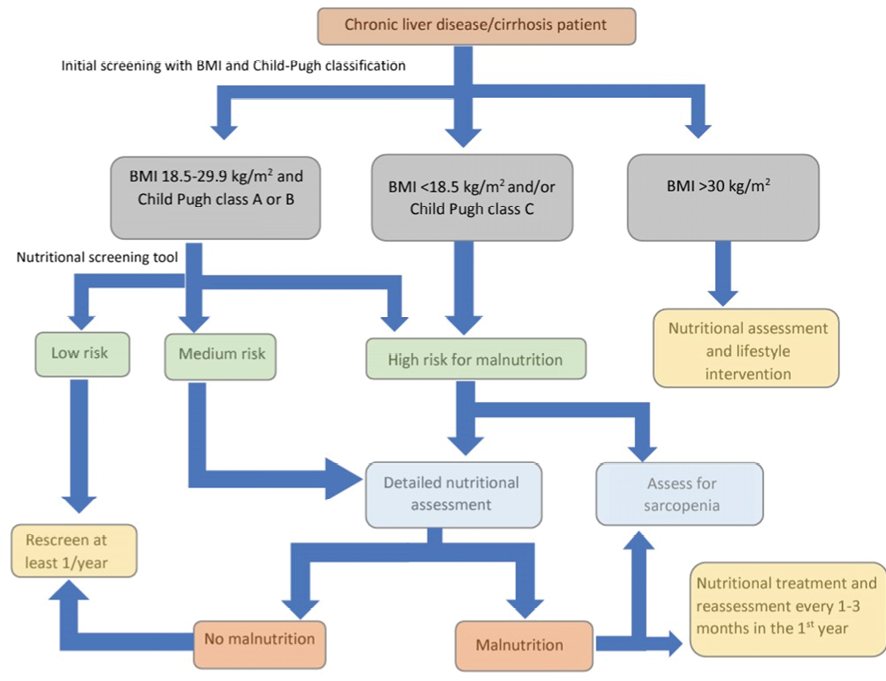 Chronic liver disease/cirrhosis patient
Initial screening with BMI and Child-Pugh classification
BMI 18.5-29.9 kg/m² and
Child Pugh class A or B
BMI <18.5 kg/m² and/or
Child Pugh class C
BMI >30 kg/m²
Nutritional screening tool
Low risk
Medium risk
High risk for malnutrition
Nutritional assessment
and lifestyle
intervention
Detailed nutritional
assessment
Assess for
sarcopenia
Rescreen at
least 1/year
No malnutrition
Malnutrition
Nutritional treatment and
reassessment every 1-3
months in the 1st year